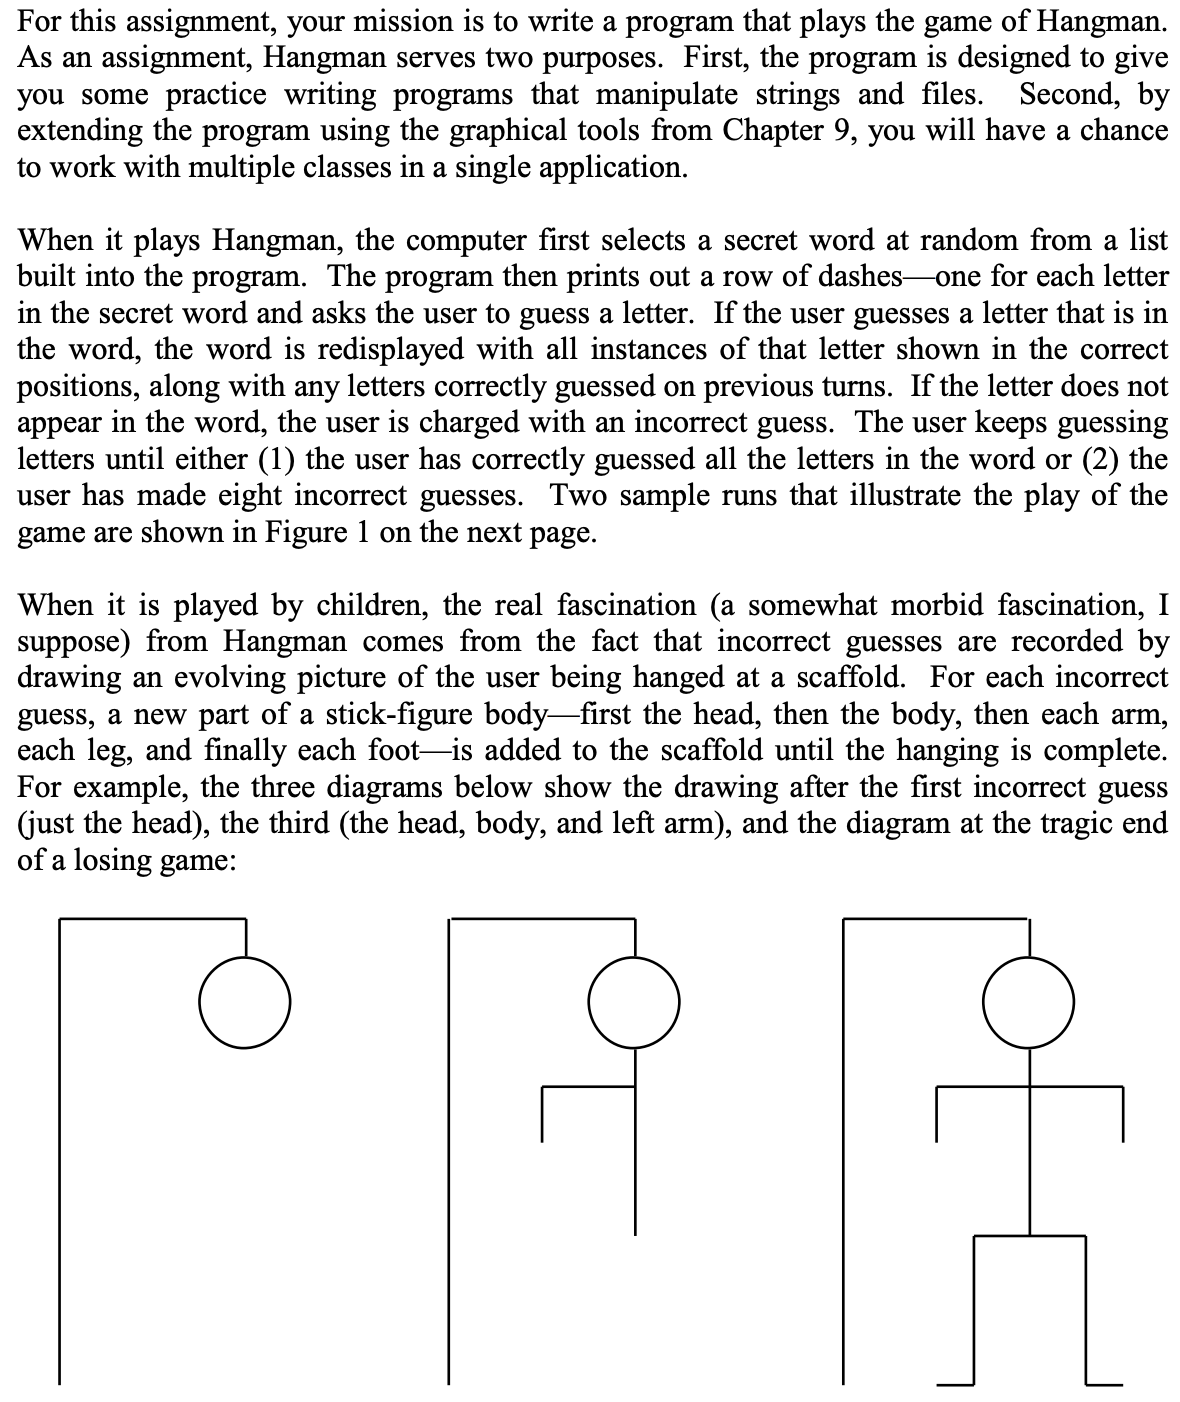 For this assignment, your mission is to write a program that plays the game of Hangman.
As an assignment, Hangman serves two purposes. First, the program is designed to give
you some practice writing programs that manipulate strings and files. Second, by
extending the program using the graphical tools from Chapter 9, you will have a chance
to work with multiple classes in a single application.
When it plays Hangman, the computer first selects a secret word at random from a list
built into the program. The program then prints out a row of dashes—one for each letter
in the secret word and asks the user to guess a letter. If the user guesses a letter that is in
the word, the word is redisplayed with all instances of that letter shown in the correct
positions, along with any letters correctly guessed on previous turns. If the letter does not
appear in the word, the user is charged with an incorrect guess. The user keeps guessing
letters until either (1) the user has correctly guessed all the letters in the word or (2) the
user has made eight incorrect guesses. Two sample runs that illustrate the play of the
game are shown in Figure 1 on the next page.
When it is played by children, the real fascination (a somewhat morbid fascination, I
suppose) from Hangman comes from the fact that incorrect guesses are recorded by
drawing an evolving picture of the user being hanged at a scaffold. For each incorrect
guess, a new part of a stick-figure body—first the head, then the body, then each arm,
each leg, and finally each foot—is added to the scaffold until the hanging is complete.
For example, the three diagrams below show the drawing after the first incorrect guess
(just the head), the third (the head, body, and left arm), and the diagram at the tragic end
of a losing game: